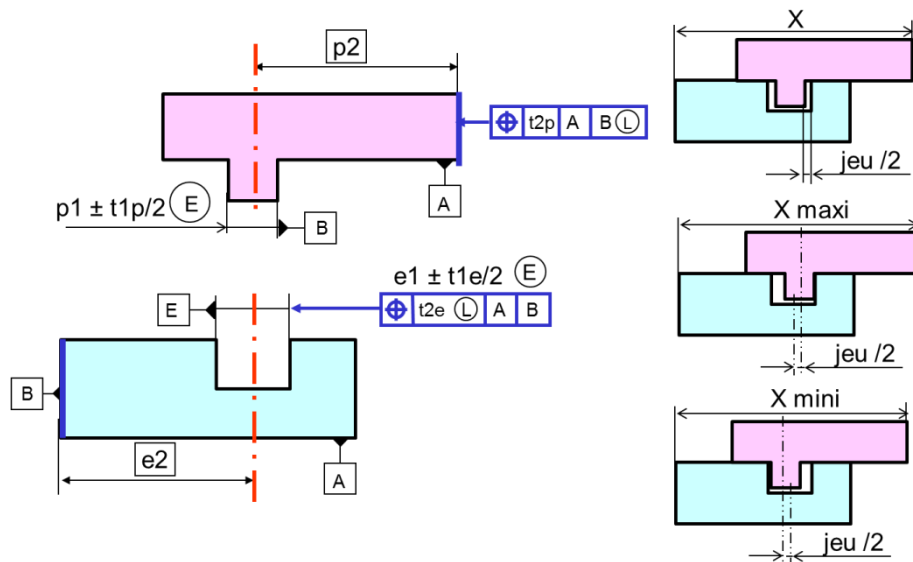 p2
X
⌖ t2p A B Ⓛ
jeu /2
A
p1 ± t1p/2 Ⓔ
B
X maxi
e1 ± t1e/2 Ⓔ
E
⌖ t2e Ⓛ A B
jeu /2
B
X mini
e2
A
jeu /2